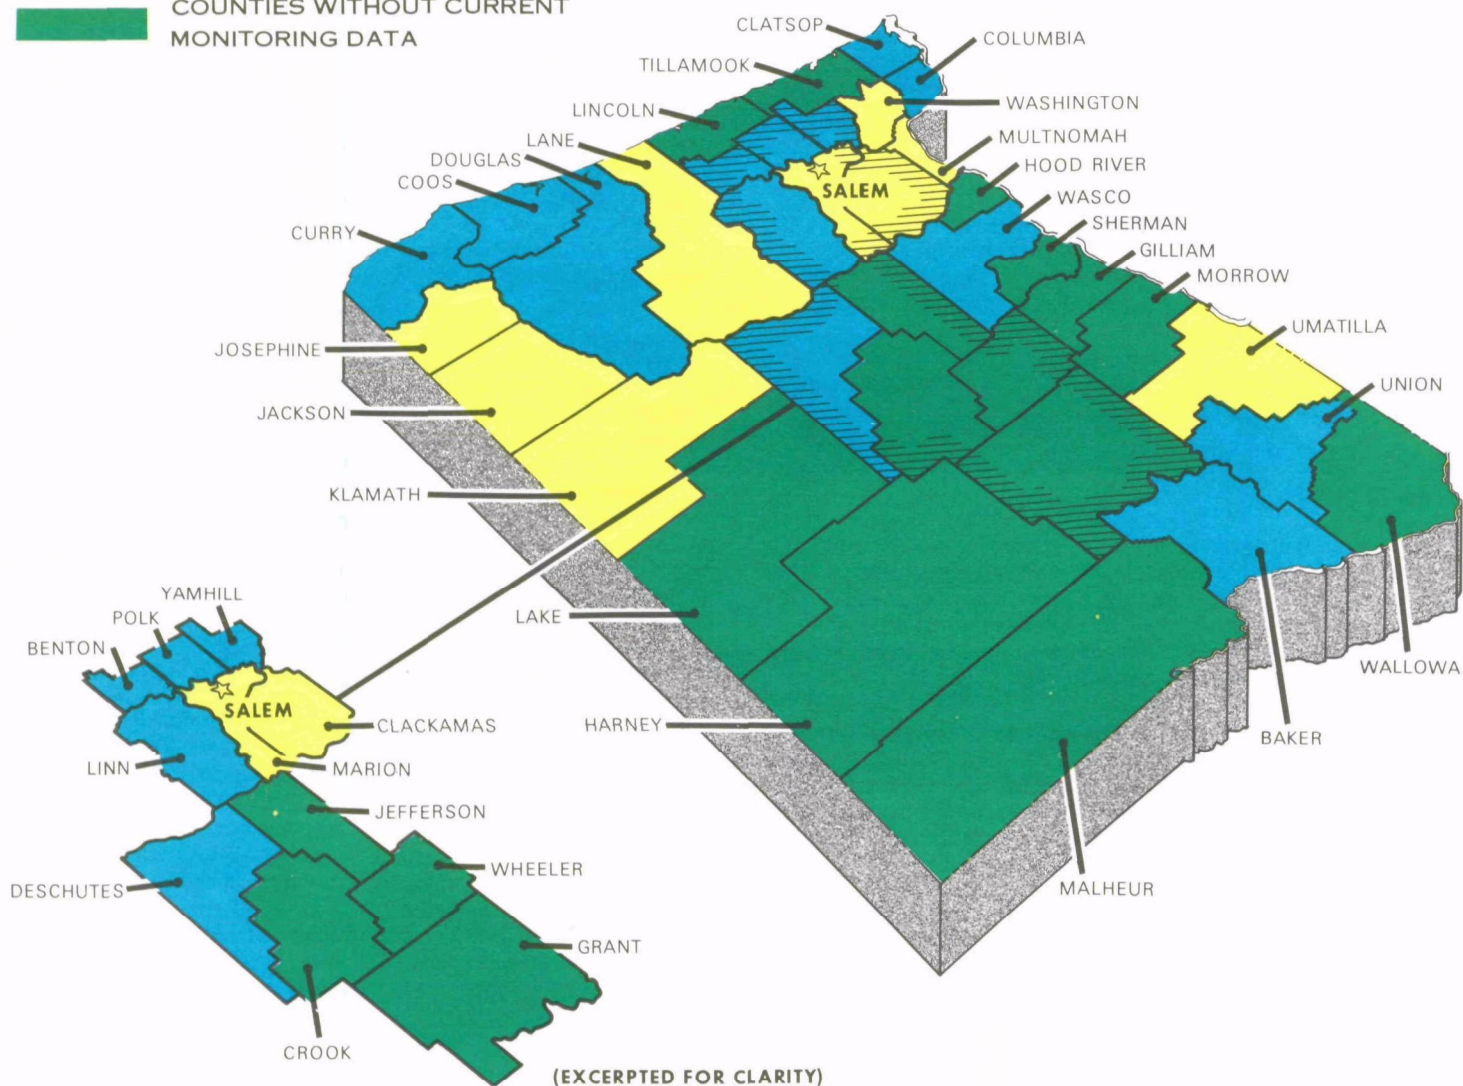 COUNTIES WITHOUT CURRENT
MONITORING DATA
CLATSOP
COLUMBIA
TILLAMOOK
WASHINGTON
LINCOLN
MULTNOMAH
LANE
HOOD RIVER
DOUGLAS
COOS
SALEM
WASCO
SHERMAN
CURRY
GILIAM
MORROW
UMATILLA
JOSEPHINE
UNION
JACKSON
KLAMATH
YAMHILL
POLK
LAKE
BENTON
WALLOWA
SALEM
CLACKAMAS
HARNEY
BAKER
LINN
MARION
JEFFERSON
WHEELER
DESCHUTES
MALHEUR
GRANT
CROOK
(EXCERPTED FOR CLARITY)